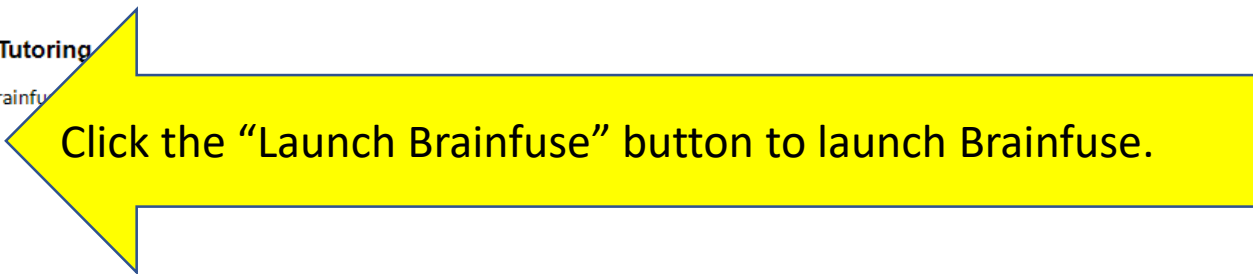 Tutoring
Click the “Launch Brainfuse” button to launch Brainfuse.